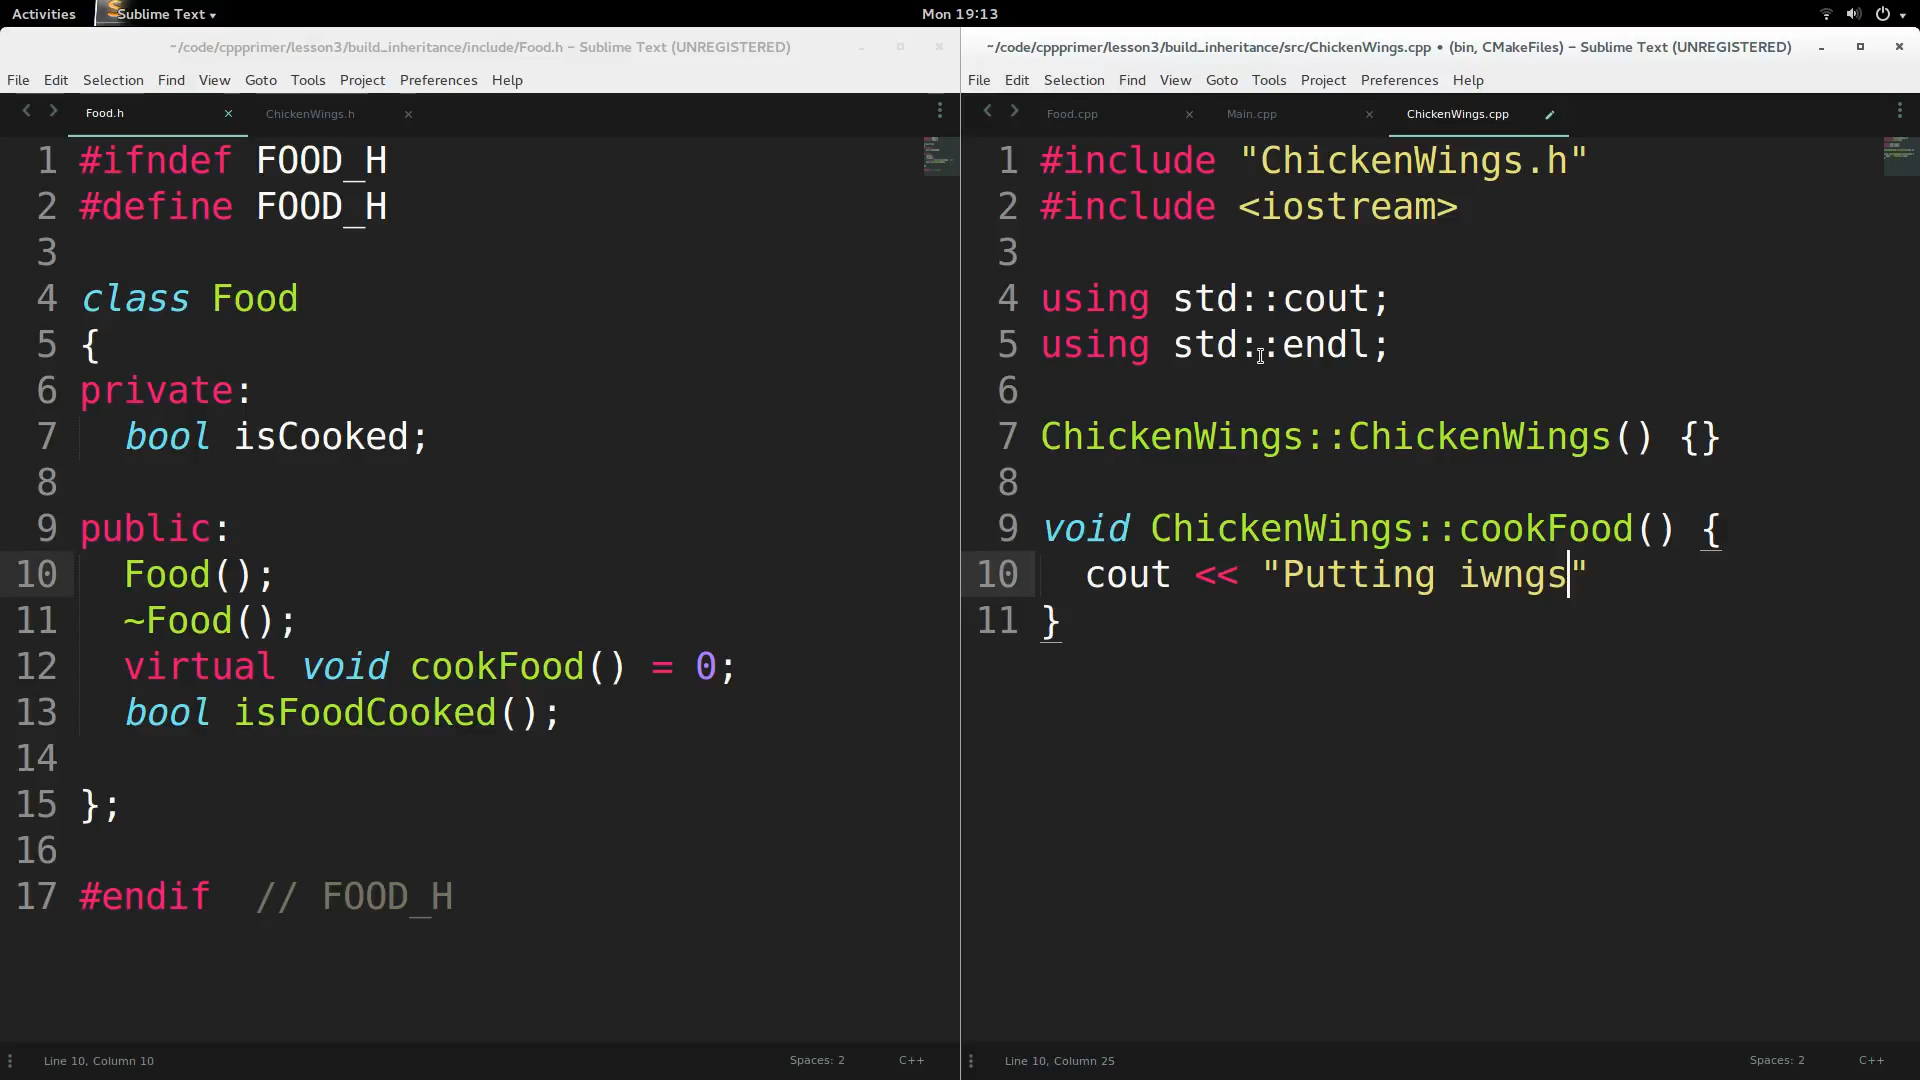 Activities Sublime Text ▾ Mon 19:13
~/code/cppprimer/lesson3/build_inheritance/include/Food.h – Sublime Text (UNREGISTERED)
File Edit Selection Find View Goto Tools Project Preferences Help
Food.h ChickenWings.h
1 #ifndef FOOD_H
2 #define FOOD_H
3
4 class Food
5 {
6 private:
7 bool isCooked;
8
9 public:
10 Food();
11 ~Food();
12 virtual void cookFood() = 0;
13 bool isFoodCooked();
14
15 };
16
17 #endif // FOOD_H
Line 10, Column 10 Spaces: 2 C++
~/code/cppprimer/lesson3/build_inheritance/src/ChickenWings.cpp • (bin, CMakeFiles) – Sublime Text (UNREGISTERED)
File Edit Selection Find View Goto Tools Project Preferences Help
Food.cpp Main.cpp ChickenWings.cpp
1 #include "ChickenWings.h"
2 #include <iostream>
3
4 using std::cout;
5 using std::endl;
6
7 ChickenWings::ChickenWings() {}
8
9 void ChickenWings::cookFood() {
10 cout << "Putting iwngs"
11 }
Line 10, Column 25 Spaces: 2 C++